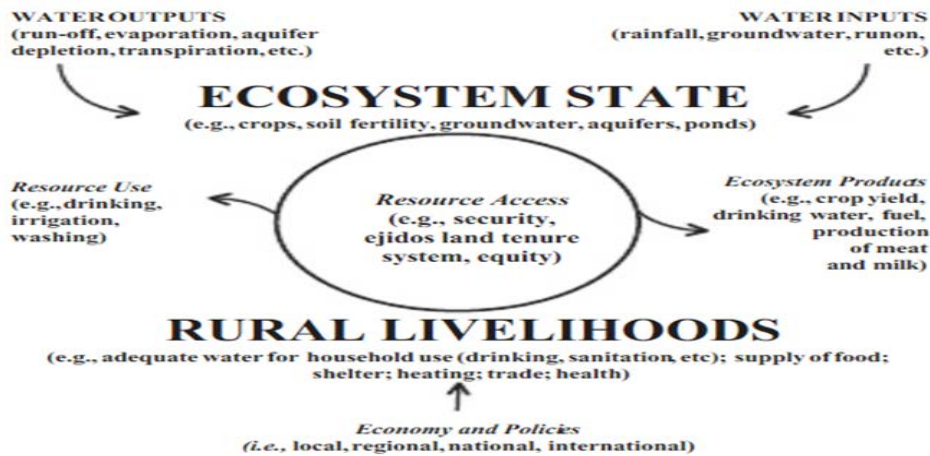 WATER OUTPUTS
(run-off, evaporation, aquifer
depletion, transpiration, etc.)
WATER INPUTS
(rainfall, groundwater, runon,
etc.)
ECOSYSTEM STATE
(e.g., crops, soil fertility, groundwater, aquifers, ponds)
Resource Use
(e.g., drinking,
irrigation,
washing)
Resource Access
(e.g., security,
ejidos land tenure
system, equity)
Ecosystem Products
(e.g., crop yield,
drinking water, fuel,
production
of meat
and milk)
RURAL LIVELIHOODS
(e.g., adequate water for household use (drinking, sanitation, etc); supply of food;
shelter; heating; trade; health)
Economy and Policies
(i.e., local, regional, national, international)